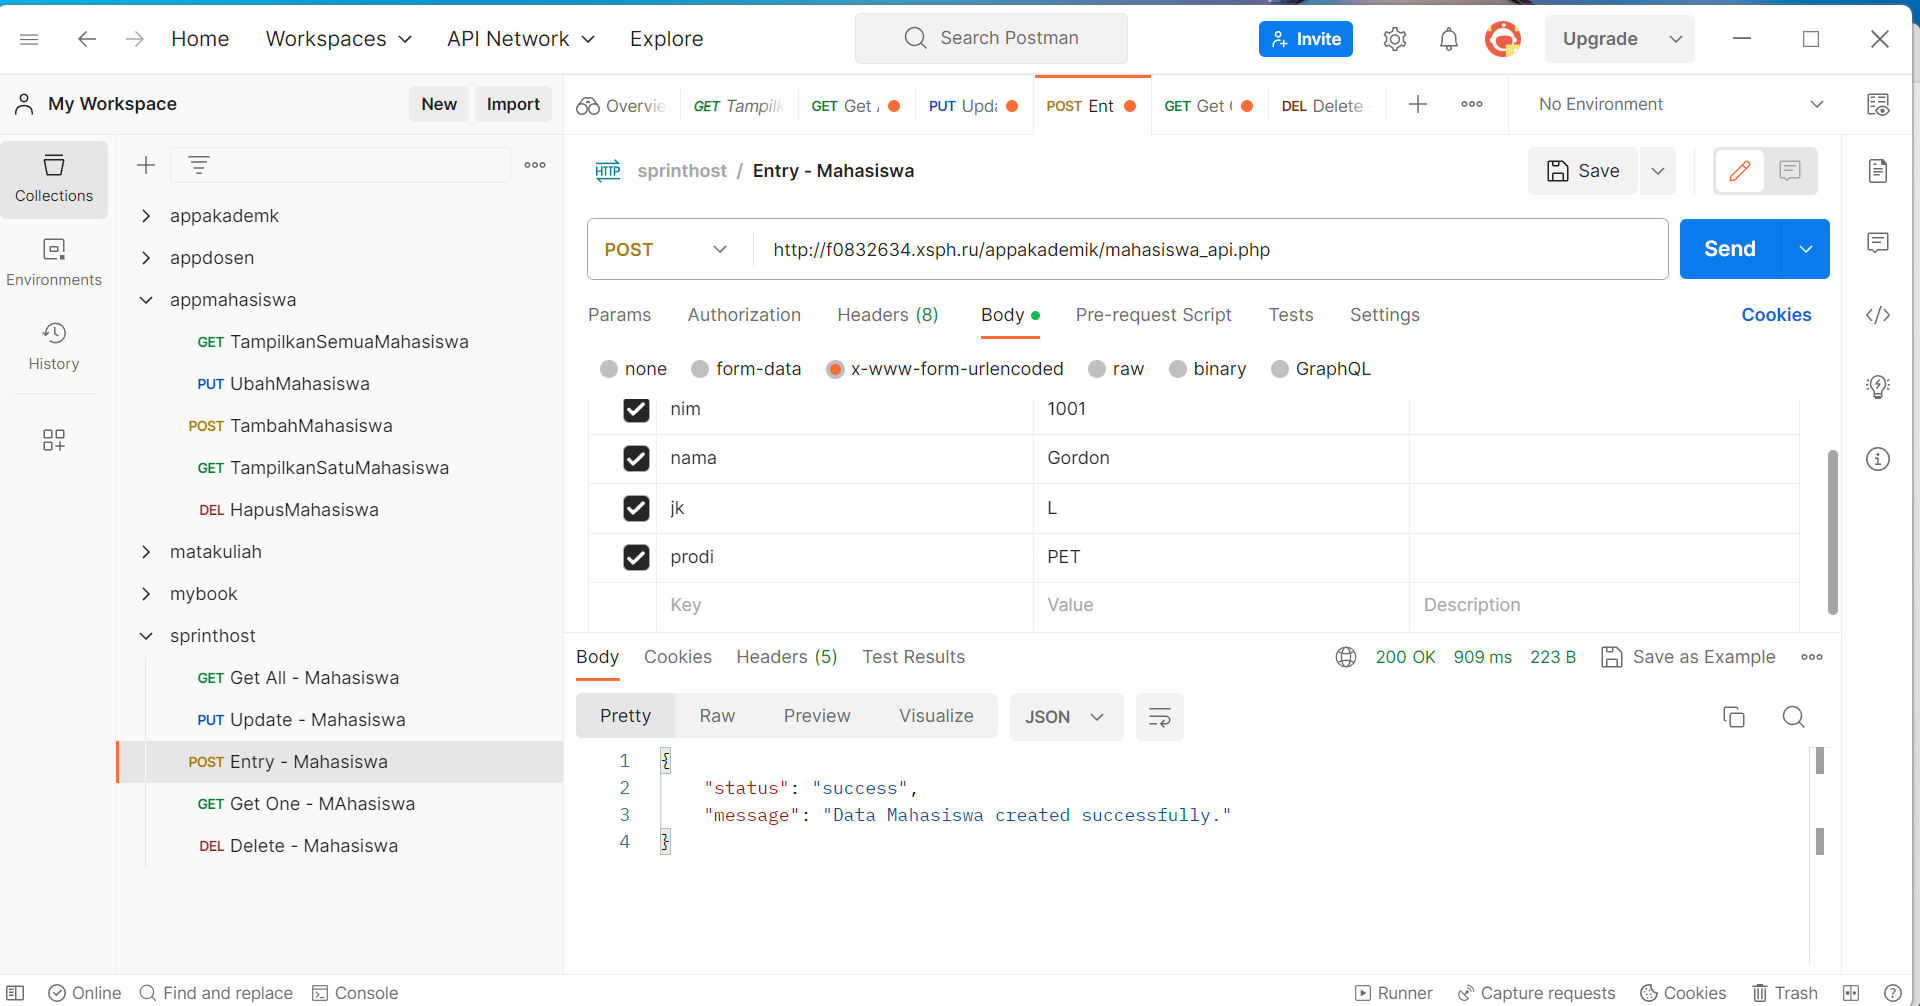 Home Workspaces API Network Explore Search Postman Invite Upgrade
My Workspace New Import
Overvie GET Tampilk GET Get PUT Upda POST Ent GET Get DEL Delete No Environment
Collections
Environments
History
appakademk
appdosen
appmahasiswa
GET TampilkanSemuaMahasiswa
PUT UbahMahasiswa
POST TambahMahasiswa
GET TampilkanSatuMahasiswa
DEL HapusMahasiswa
matakuliah
mybook
sprinthost
GET Get All - Mahasiswa
PUT Update - Mahasiswa
POST Entry - Mahasiswa
GET Get One - MAhasiswa
DEL Delete - Mahasiswa
HTTP sprinthost / Entry - Mahasiswa Save
POST http://f0832634.xsph.ru/appakademik/mahasiswa_api.php Send
Params Authorization Headers (8) Body Pre-request Script Tests Settings Cookies
none form-data x-www-form-urlencoded raw binary GraphQL
nim 1001
nama Gordon
jk L
prodi PET
Key Value Description
Body Cookies Headers (5) Test Results 200 OK 909 ms 223 B Save as Example
Pretty Raw Preview Visualize JSON
1 {
2 "status": "success",
3 "message": "Data Mahasiswa created successfully."
4 }
Online Find and replace Console Runner Capture requests Cookies Trash